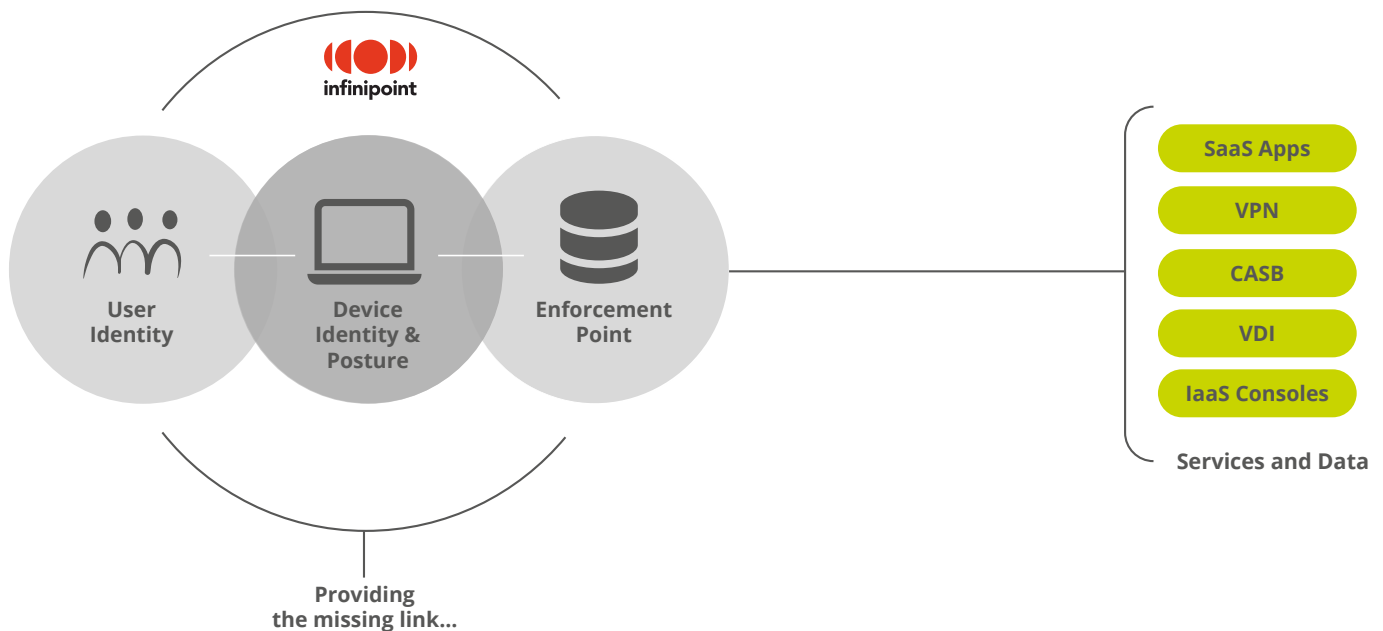 infinipoint
User
Identity
Device
Identity &
Posture
Enforcement
Point
SaaS Apps
VPN
CASB
VDI
IaaS Consoles
Services and Data
Providing
the missing link...